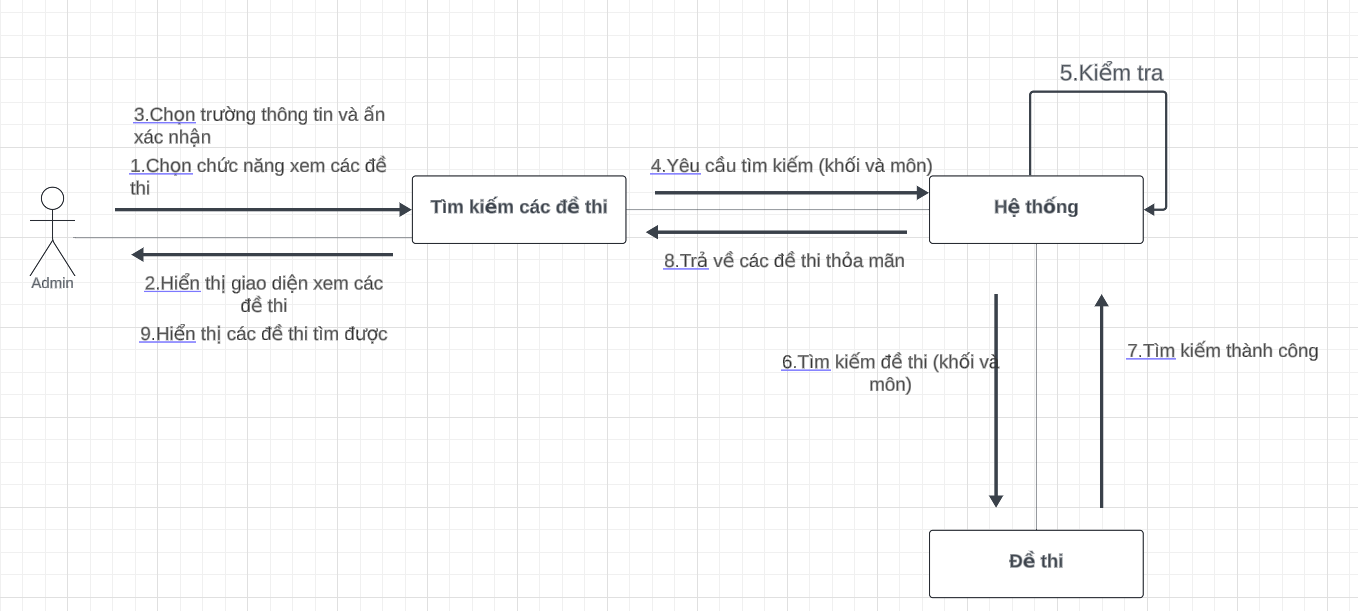 5.Kiểm tra
3.Chọn trường thông tin và ấn
xác nhận
1.Chọn chức năng xem các đề
thi
4.Yêu cầu tìm kiếm (khối và môn)
Tìm kiếm các đề thi
Hệ thống
8.Trả về các đề thi thỏa mãn
Admin
2.Hiển thị giao diện xem các
đề thi
9.Hiển thị các đề thi tìm được
6.Tìm kiếm đề thi (khối và
môn)
7.Tìm kiếm thành công
Đề thi